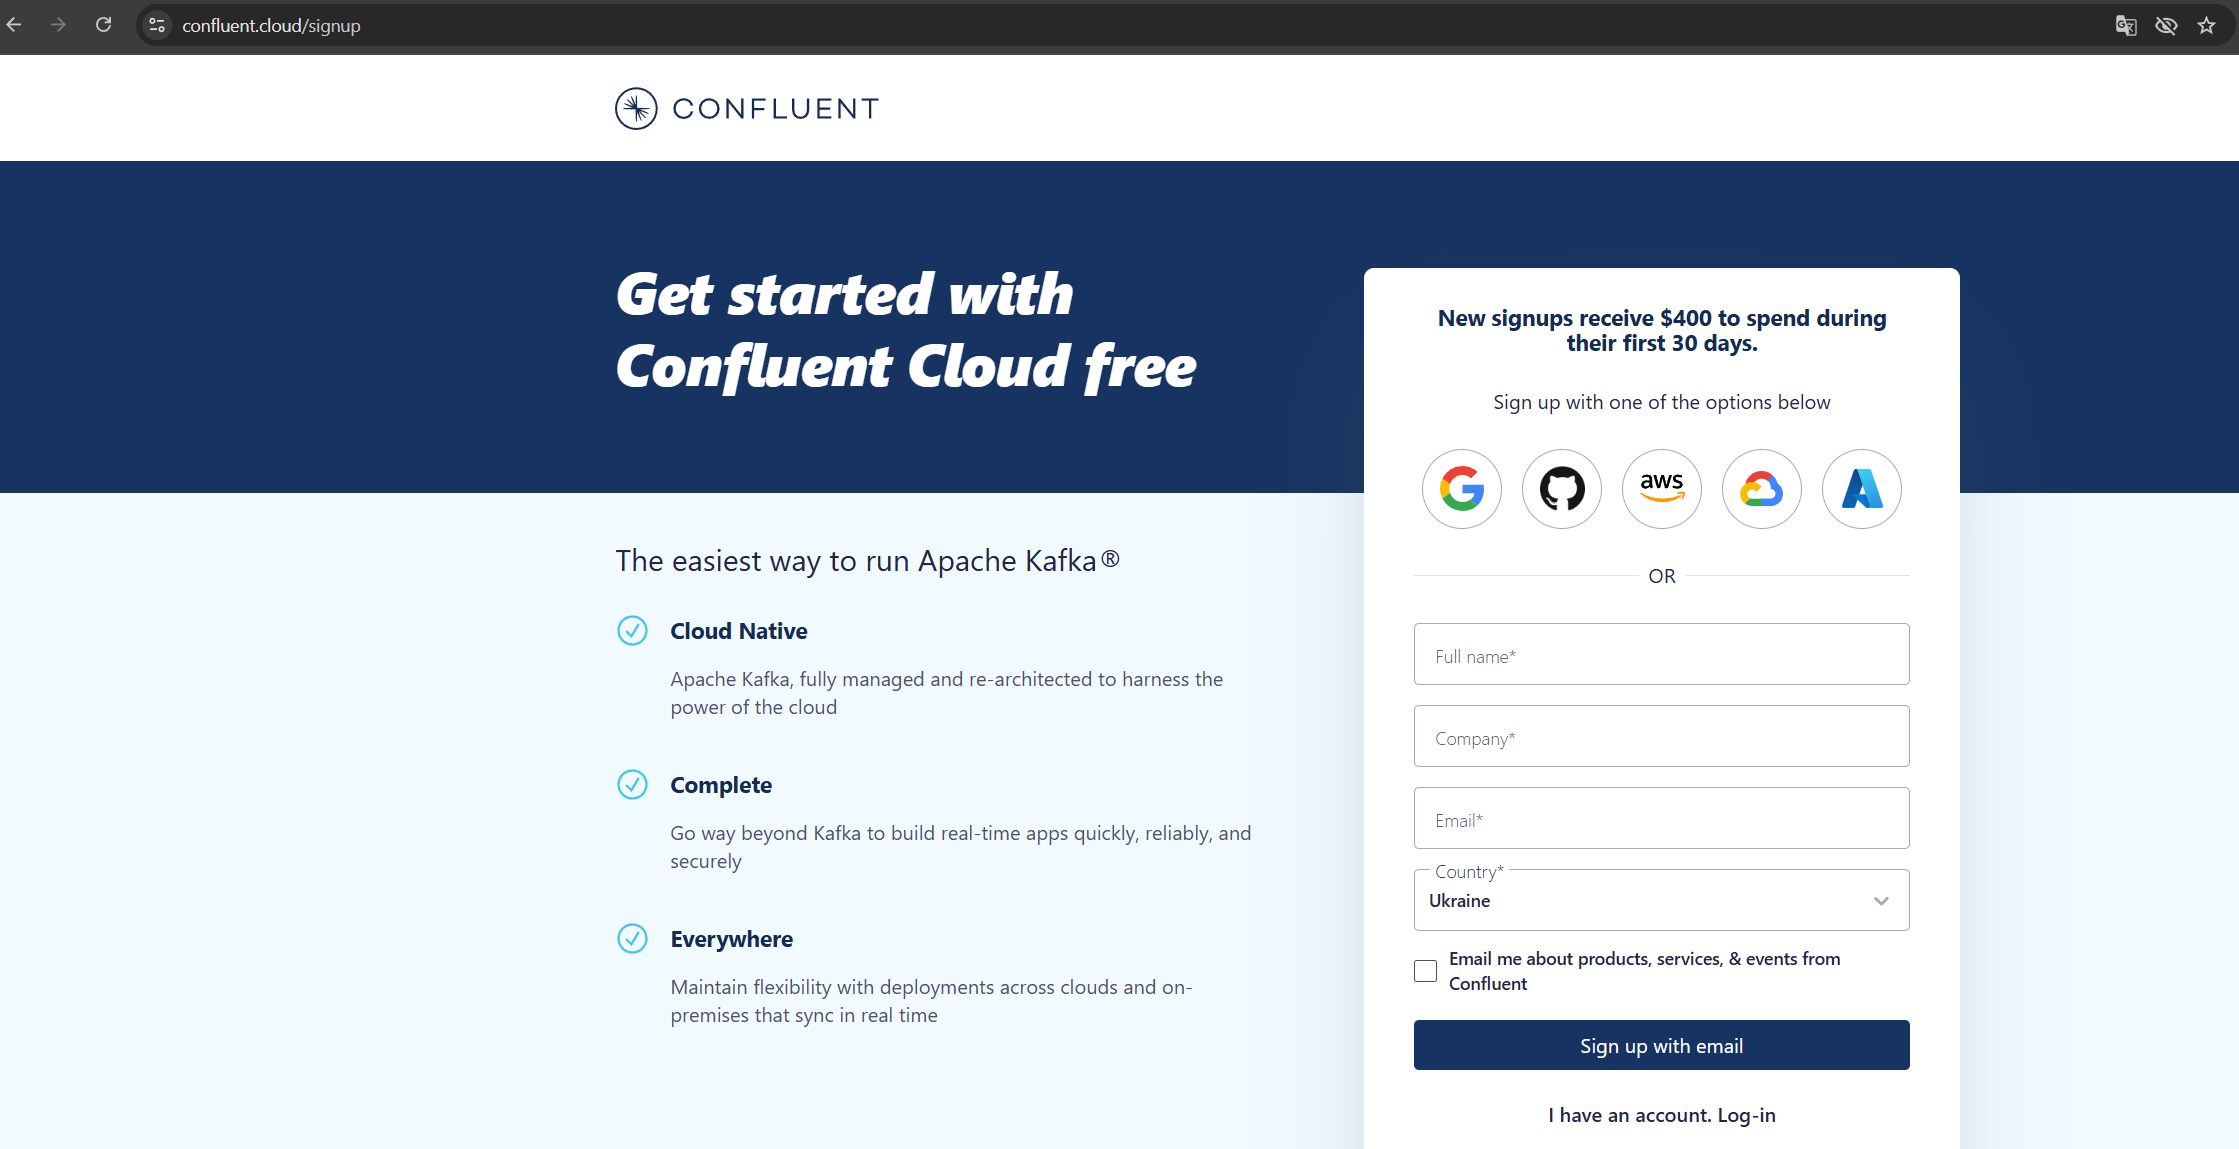 confluent.cloud/signup
CONFLUENT
Get started with
Confluent Cloud free
The easiest way to run Apache Kafka®
Cloud Native
Apache Kafka, fully managed and re-architected to harness the
power of the cloud
Complete
Go way beyond Kafka to build real-time apps quickly, reliably, and
securely
Everywhere
Maintain flexibility with deployments across clouds and on-
premises that sync in real time
New signups receive $400 to spend during
their first 30 days.
Sign up with one of the options below
aws
OR
Full name*
Company*
Email*
Country*
Ukraine
Email me about products, services, & events from
Confluent
Sign up with email
I have an account. Log-in